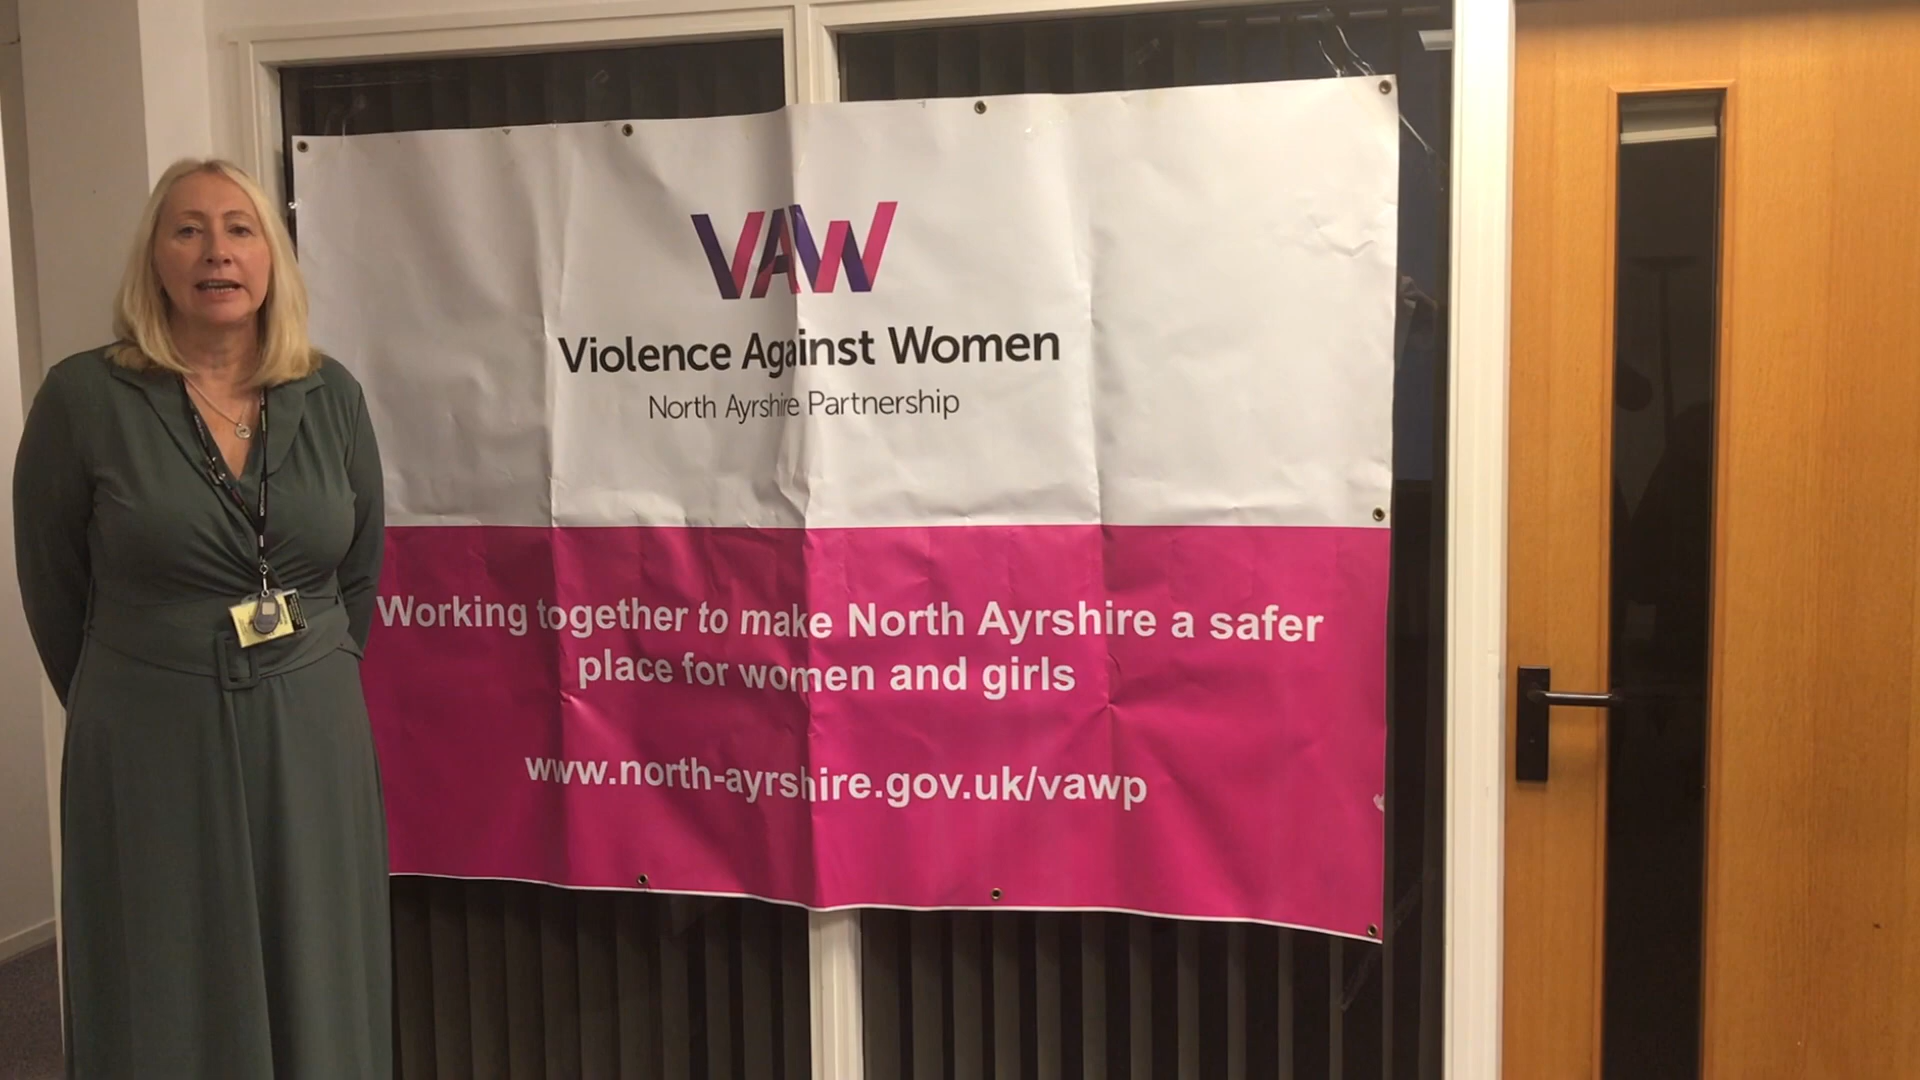 VAW
Violence Against Women
North Ayrshire Partnership
Working together to make North Ayrshire a safer
place for women and girls
www.north-ayrshire.gov.uk/vawp